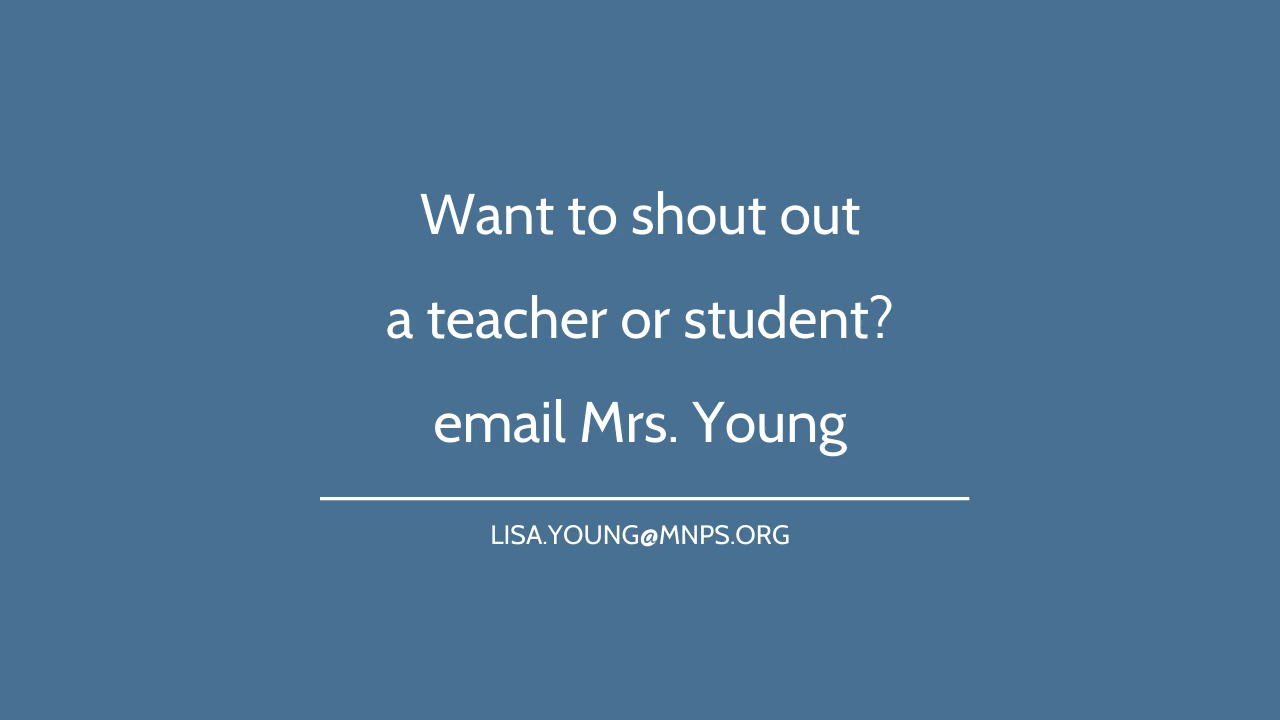 Want to shout out
a teacher or student?
email Mrs. Young
LISA.YOUNG@MNPS.ORG